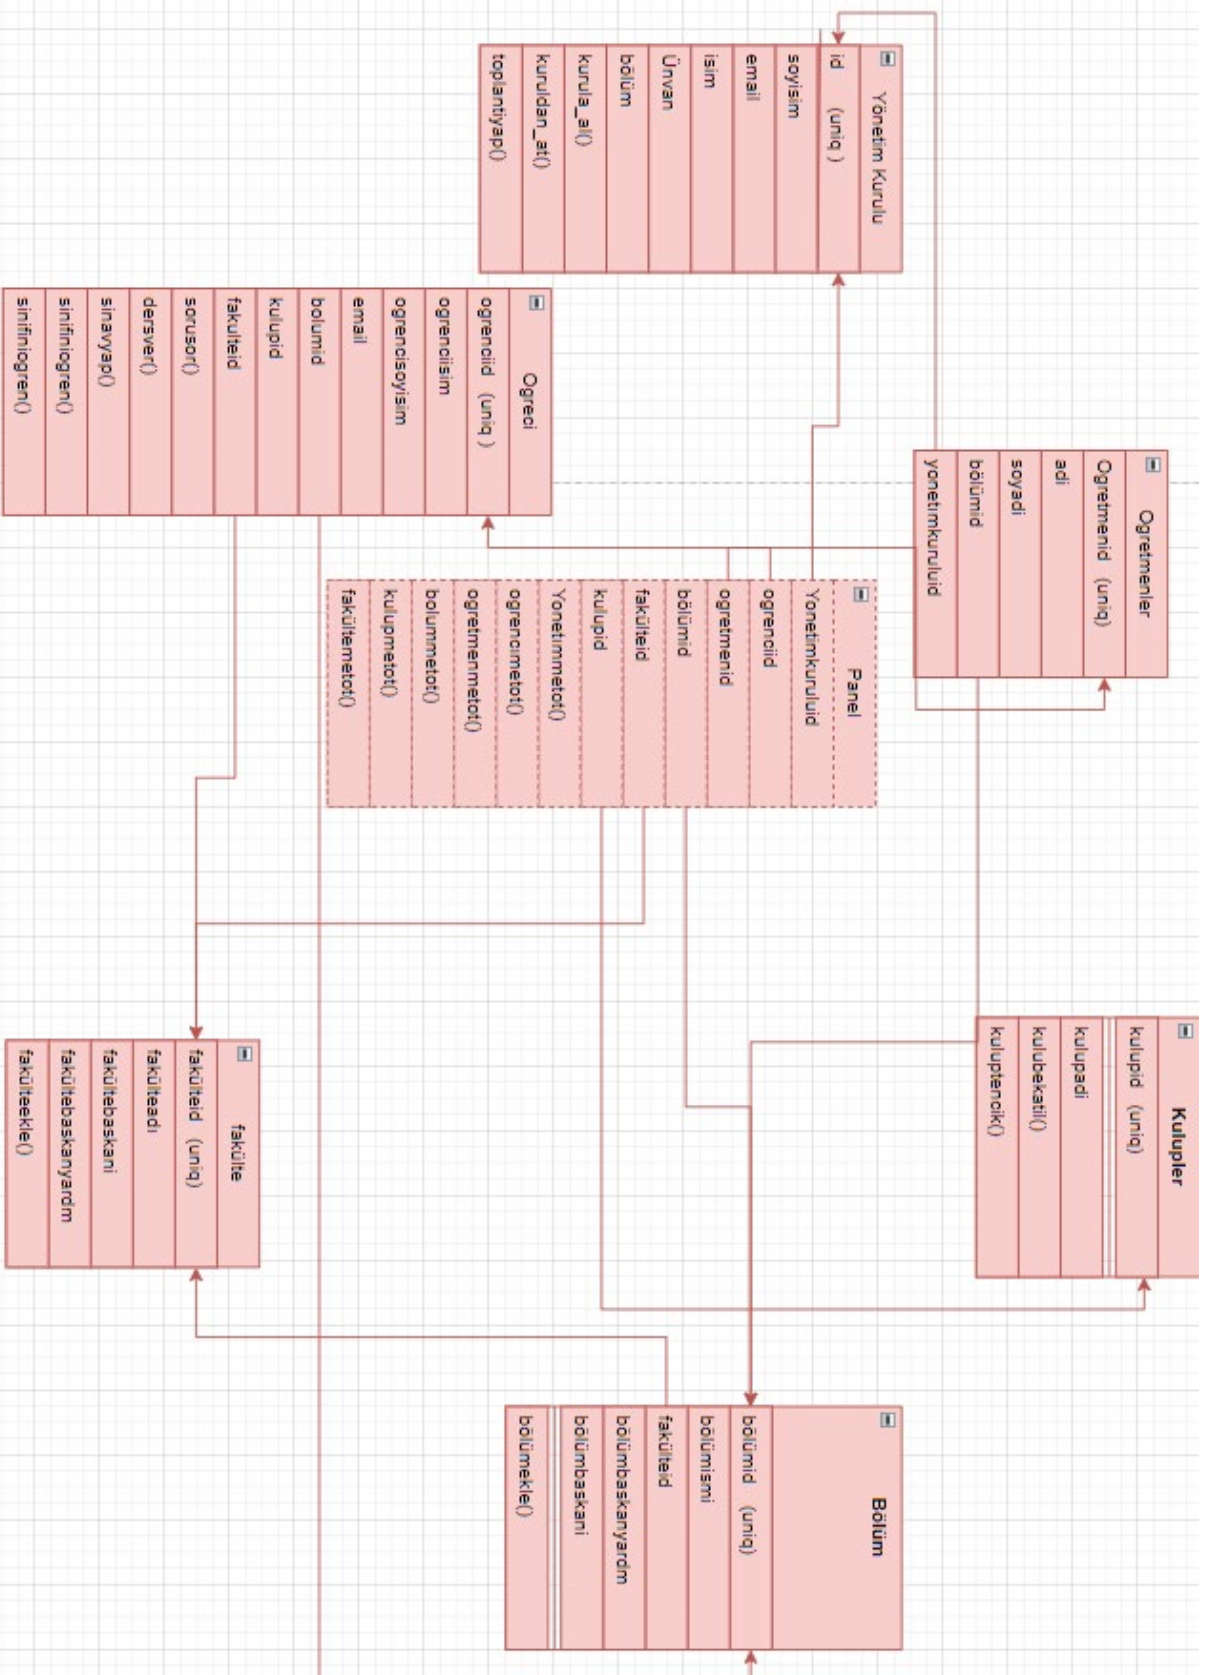 Yönetim Kurulu
id (uniq )
soyisim
email
isim
Ünvan
bölüm
kurula_al()
kuruldan_at()
toplantiyap()
Ogretmenler
Ogretmenid (uniq)
adi
soyadi
bölümid
yonetimkuruluid
Ogreci
ogrenciid (uniq )
ogrenciisim
ogrencisoyisim
email
bolumid
kulupid
fakulteid
sorusor()
dersver()
sinavyap()
sinifiniogren()
sinifiniogren()
Panel
Yonetimkuruluid
ogrenciid
ogretmenid
bölümid
fakülteid
kulupid
Yonetimmetot()
ogrencimetot()
ogretmenmetot()
bolummetot()
kulupmetot()
fakültemetot()
Kulupler
kulupid (uniq)
kulupadi
kulubekatil()
kuluptencik()
fakülte
fakülteid (uniq)
fakülteadı
fakültebaskani
fakültebaskanyardm
fakülteekle()
Bölüm
bölümid (uniq)
bölümismi
fakülteid
bölümbaskanyardm
bölümbaskani
bölümekle()